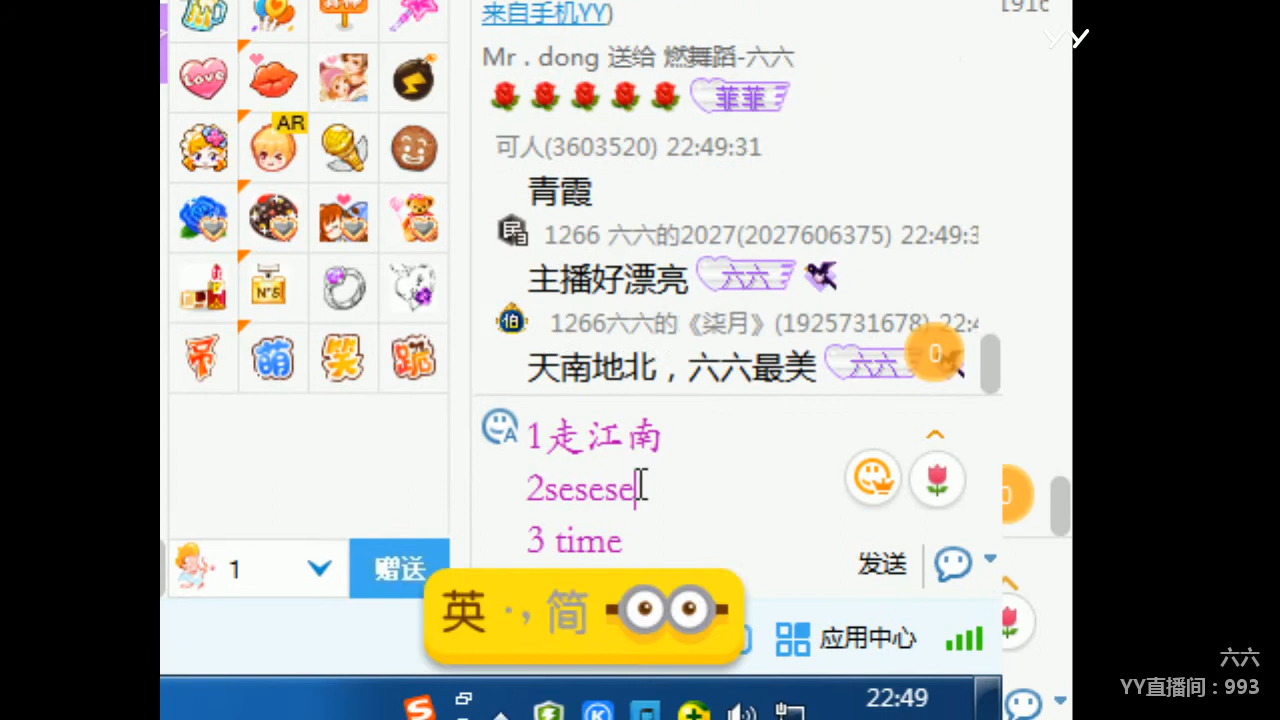 来自手机YY)
YY
Mr . dong 送给 燃舞蹈-六六
Love
菲菲
AR
可人(3603520) 22:49:31
青霞
1266 六六的2027(2027606375) 22:49:3
主播好漂亮 六六
N°5
伯 1266六六的《柒月》(1925731678) 22:4
0
天南地北，六六最美 六六
萌
笑
跪
1走江南
2sesese
3 time
1
赠送
发送
英 ·, 简
应用中心
22:49
六六
YY直播间：993